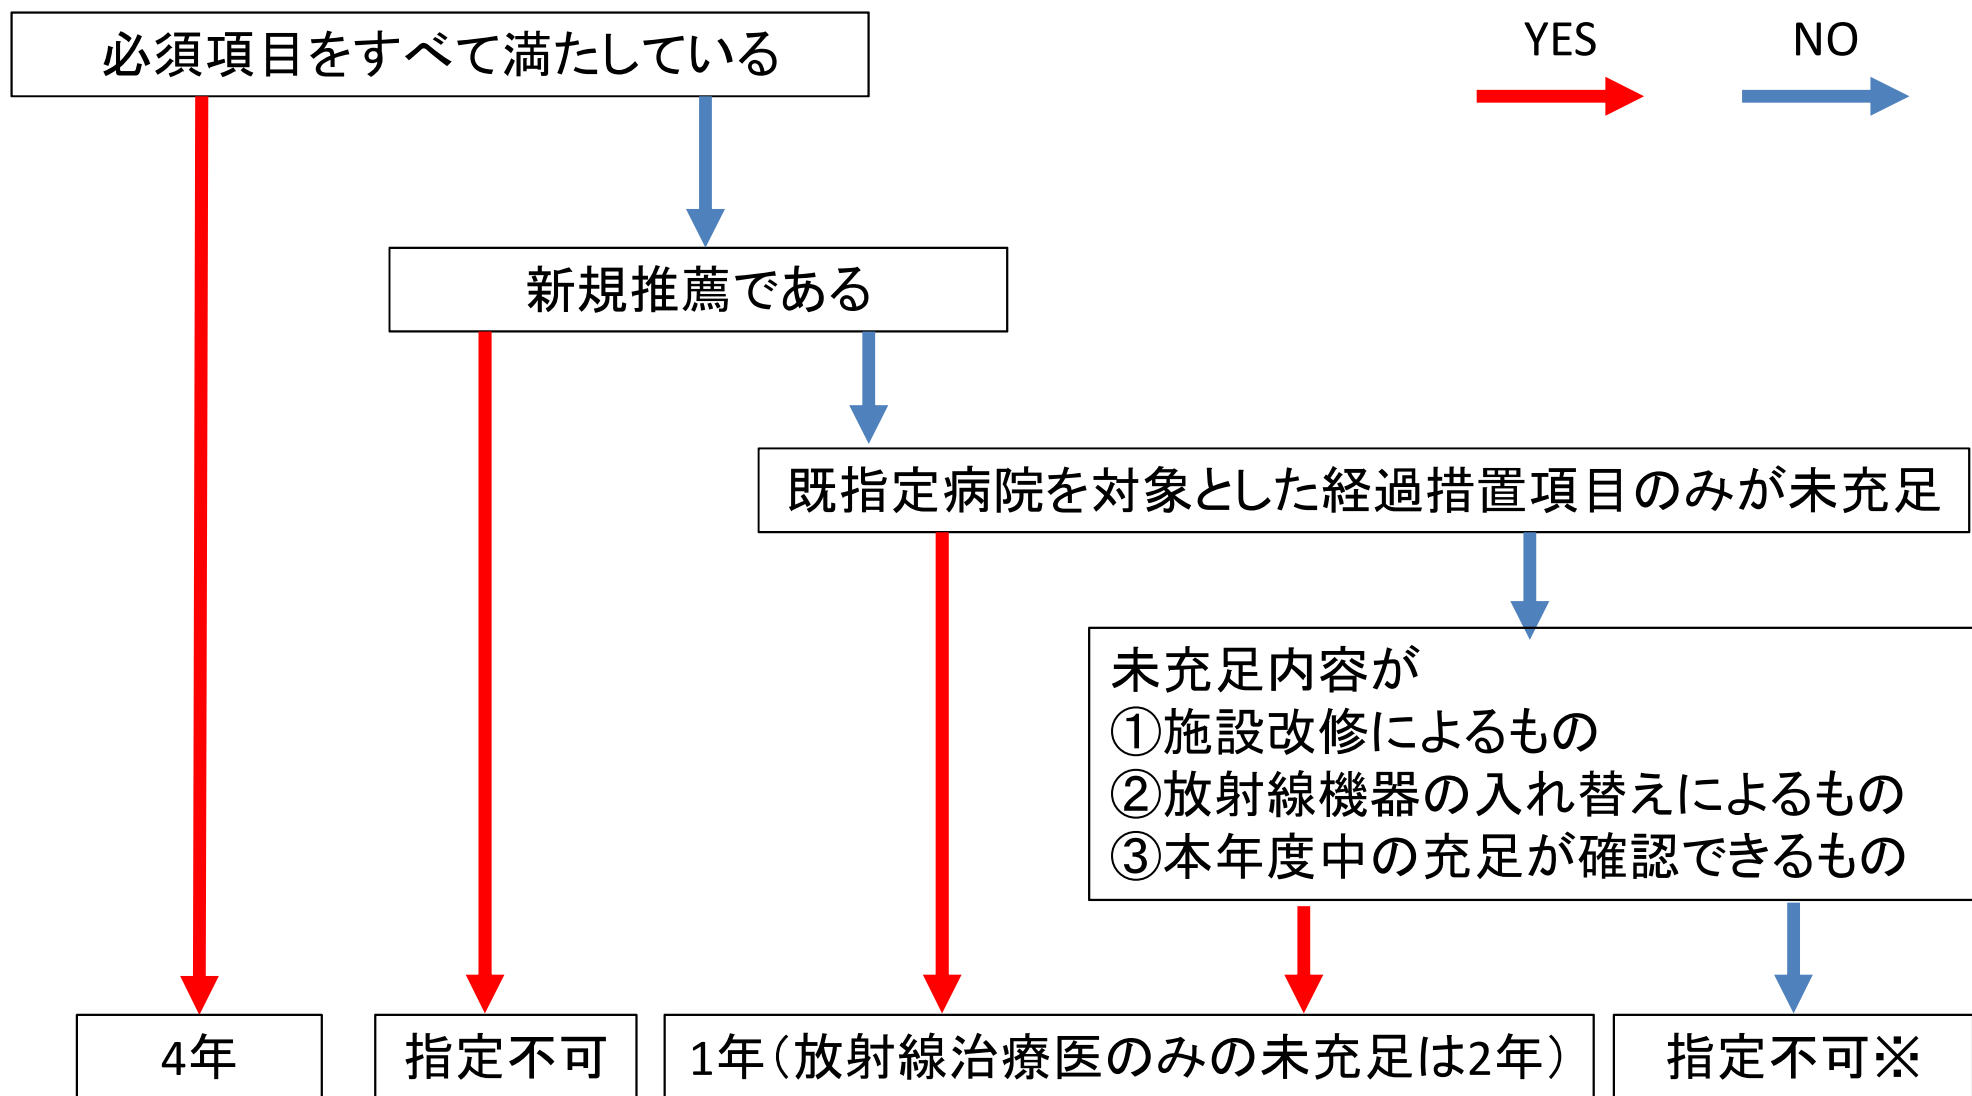 必須項目をすべて満たしている
YES
NO
新規推薦である
既指定病院を対象とした経過措置項目のみが未充足
未充足内容が
①施設改修によるもの
②放射線機器の入れ替えによるもの
③本年度中の充足が確認できるもの
4年
指定不可
1年（放射線治療医のみの未充足は2年）
指定不可※